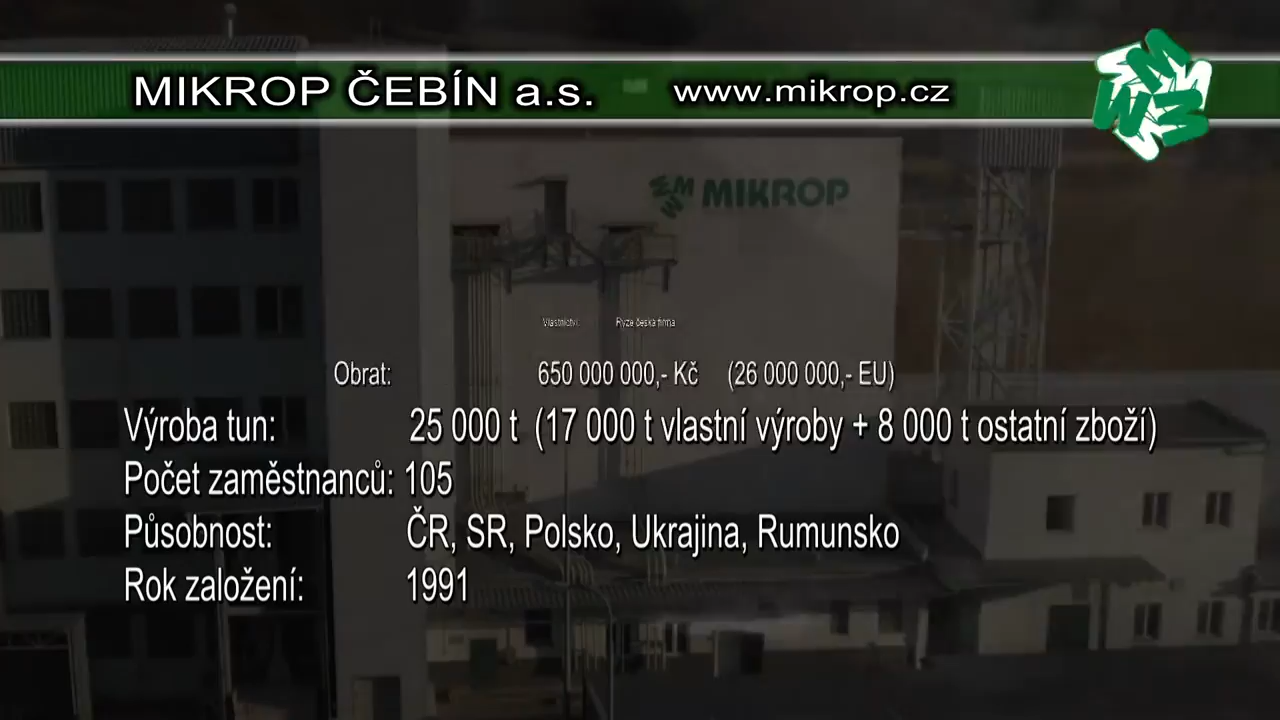 MIKROP ČEBÍN a.s. www.mikrop.cz
MIKROP
Vlastnictví: Ryze česká firma
Obrat: 650 000 000,- Kč (26 000 000,- EU)
Výroba tun: 25 000 t (17 000 t vlastní výroby + 8 000 t ostatní zboží)
Počet zaměstnanců: 105
Působnost: ČR, SR, Polsko, Ukrajina, Rumunsko
Rok založení: 1991